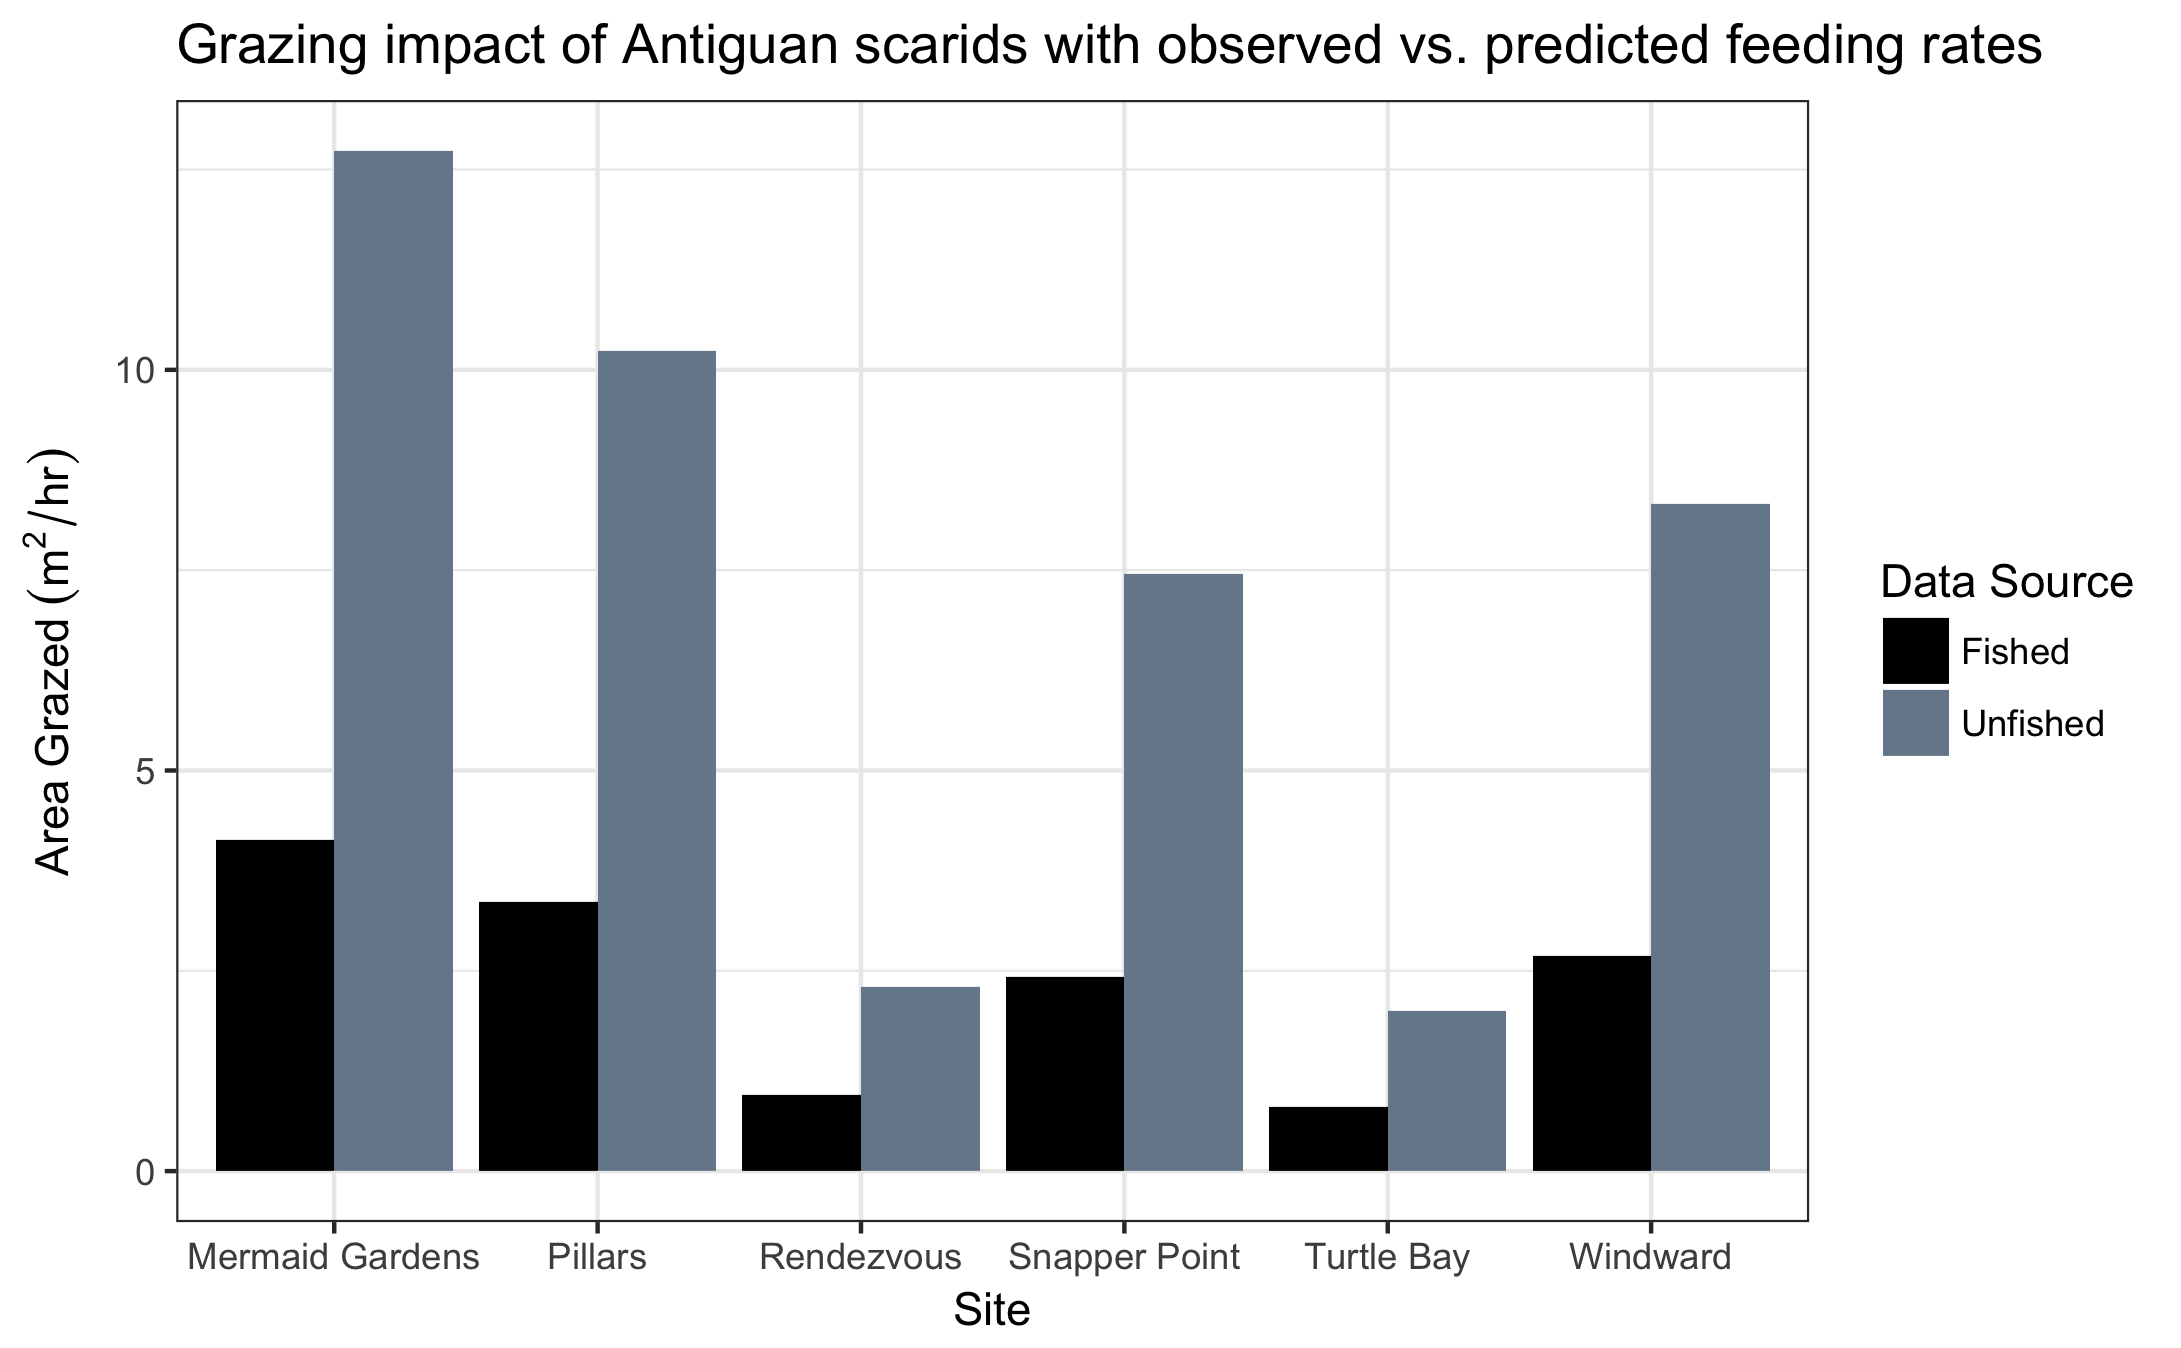 Grazing impact of Antiguan scarids with observed vs. predicted feeding rates
Area Grazed (m²/hr)
10
5
0
Mermaid Gardens
Pillars
Rendezvous
Snapper Point
Turtle Bay
Windward
Site
Data Source
Fished
Unfished